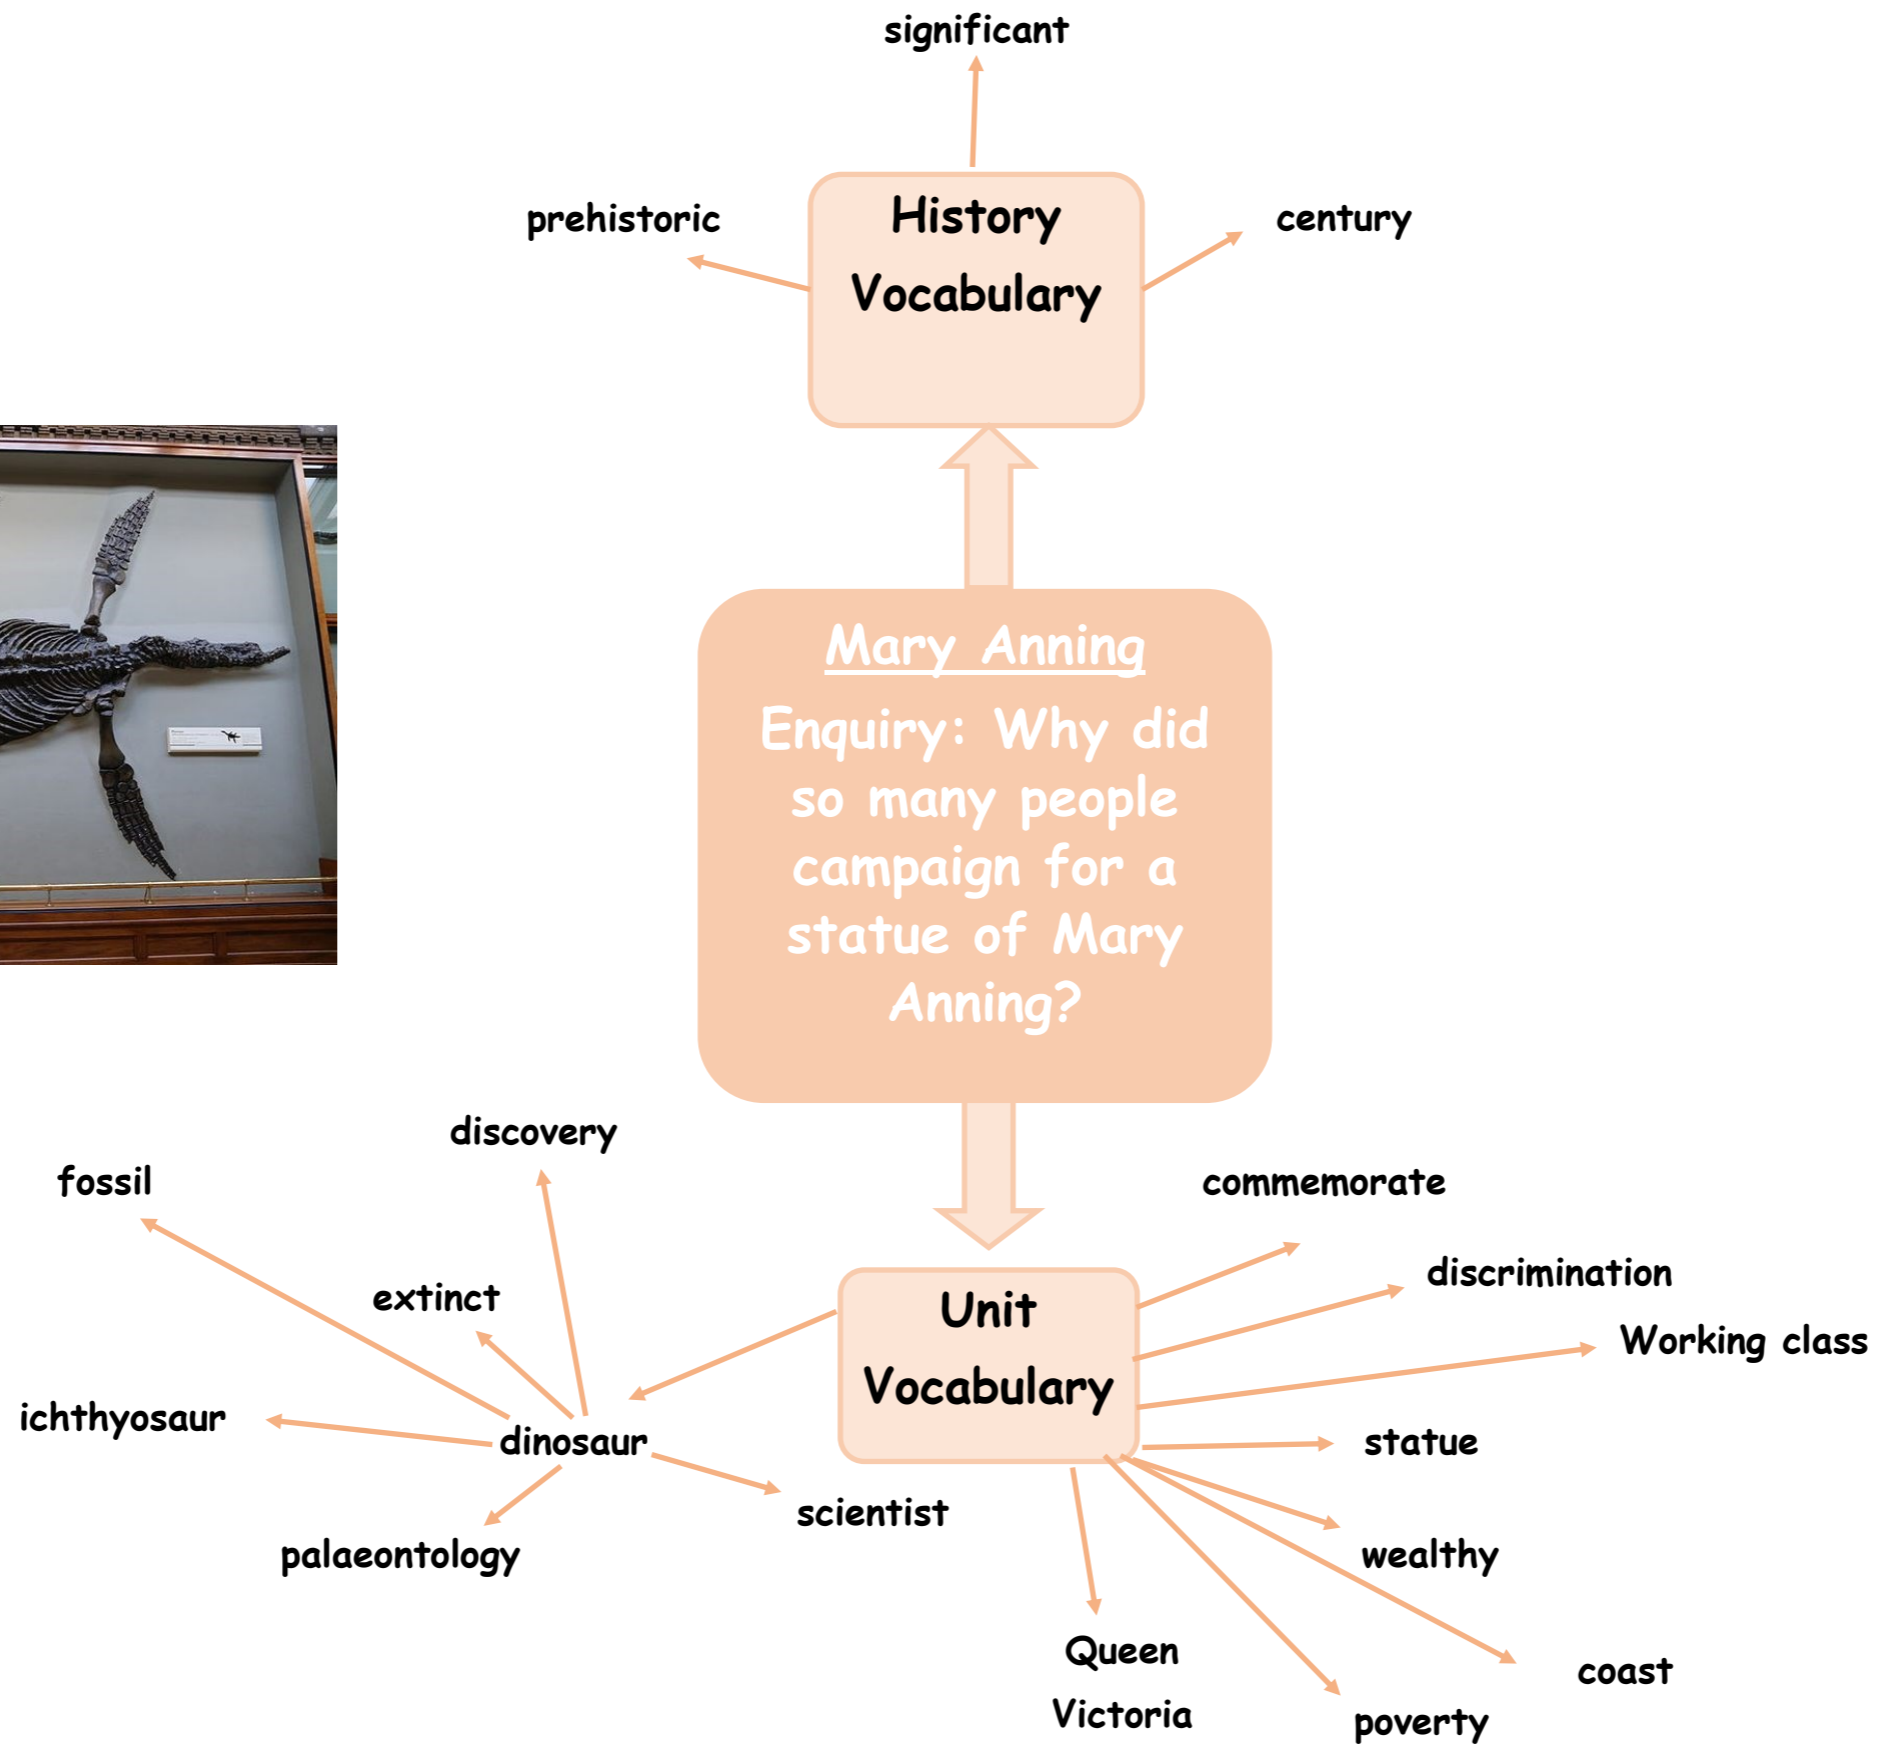 significant
prehistoric
History
Vocabulary
century
Mary Anning
Enquiry: Why did
so many people
campaign for a
statue of Mary
Anning?
discovery
fossil
extinct
ichthyosaur
dinosaur
palaeontology
scientist
Unit
Vocabulary
commemorate
discrimination
Working class
statue
wealthy
coast
poverty
Queen
Victoria